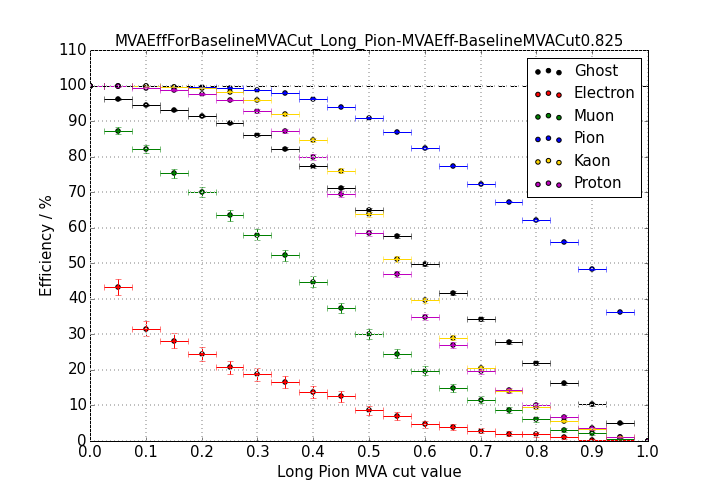 MVAEffForBaselineMVACut_Long_Pion-MVAEff-BaselineMVACut0.825
110
100
90
80
70
60
50
40
30
20
10
0
Efficiency / %
Ghost
Electron
Muon
Pion
Kaon
Proton
0.0 0.1 0.2 0.3 0.4 0.5 0.6 0.7 0.8 0.9 1.0
Long Pion MVA cut value